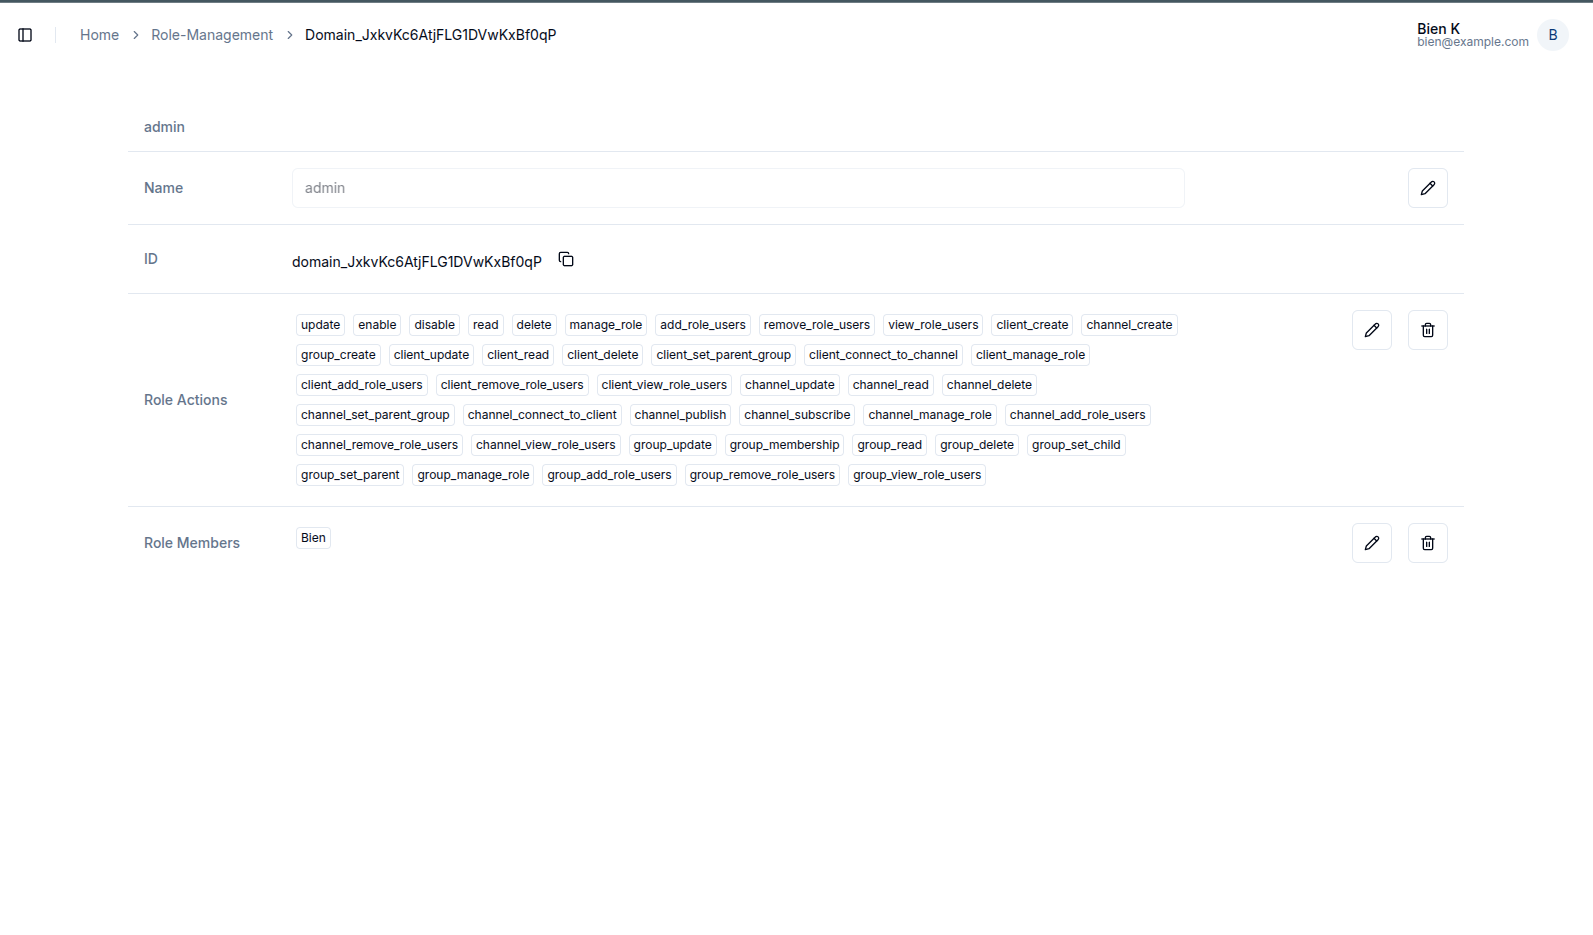 Home > Role-Management > Domain_JxkvKc6AtjFLG1DVwKxBf0qP
Bien K
bien@example.com
B
admin
Name admin
ID domain_JxkvKc6AtjFLG1DVwKxBf0qP
Role Actions
update enable disable read delete manage_role add_role_users remove_role_users view_role_users client_create channel_create
group_create client_update client_read client_delete client_set_parent_group client_connect_to_channel client_manage_role
client_add_role_users client_remove_role_users client_view_role_users channel_update channel_read channel_delete
channel_set_parent_group channel_connect_to_client channel_publish channel_subscribe channel_manage_role channel_add_role_users
channel_remove_role_users channel_view_role_users group_update group_membership group_read group_delete group_set_child
group_set_parent group_manage_role group_add_role_users group_remove_role_users group_view_role_users
Role Members Bien